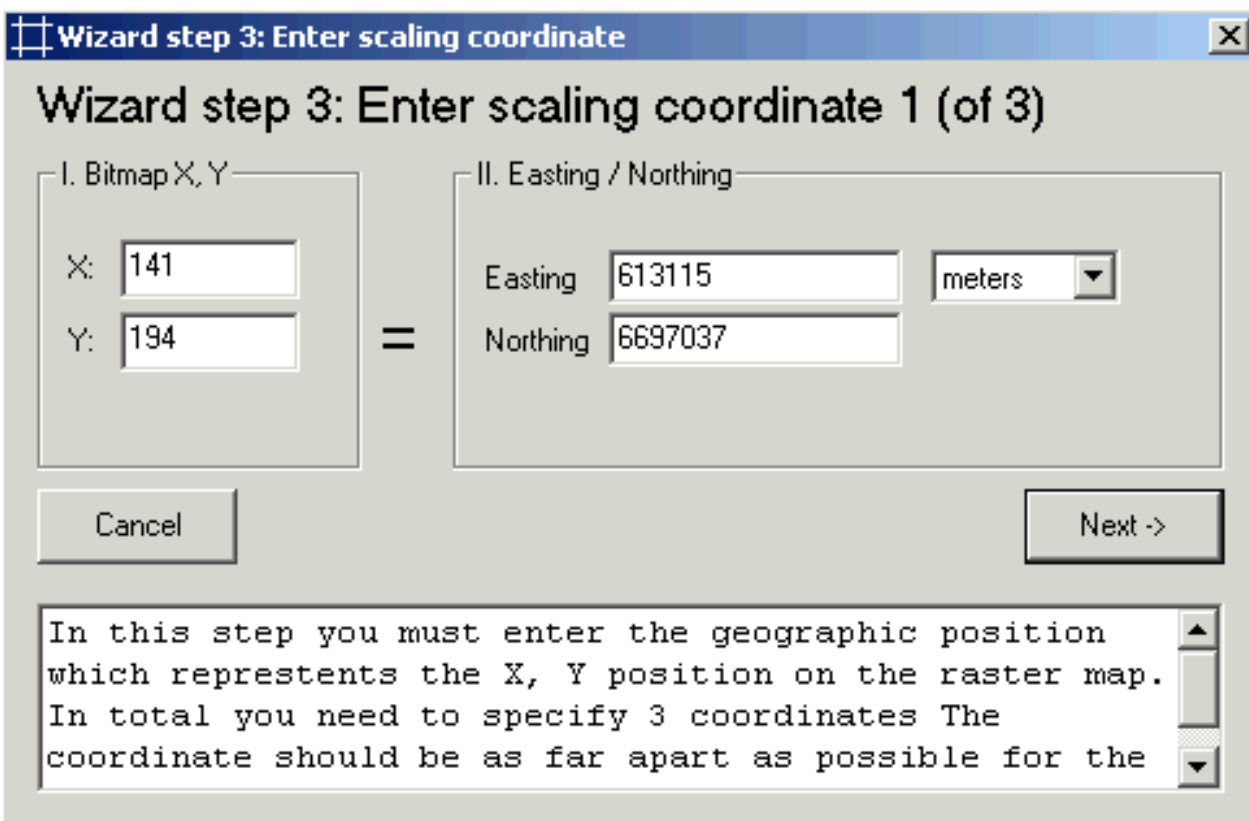 Wizard step 3: Enter scaling coordinate
Wizard step 3: Enter scaling coordinate 1 (of 3)
I. Bitmap X, Y
X: 141
Y: 194
=
II. Easting / Northing
Easting 613115 meters
Northing 6697037
Cancel
Next ->
In this step you must enter the geographic position
which represtents the X, Y position on the raster map.
In total you need to specify 3 coordinates The
coordinate should be as far apart as possible for the